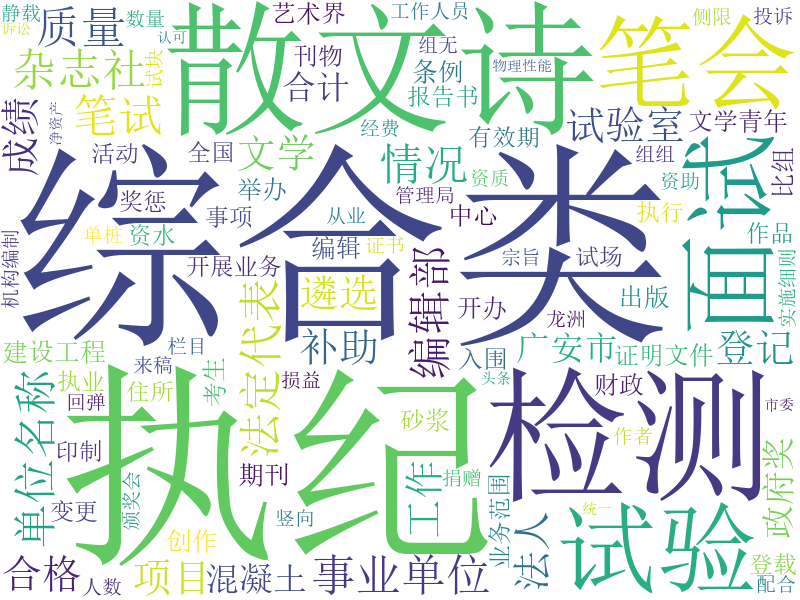 静载
诉讼
质量
数量
认可
散文诗
艺术界
工作人员
笔会
侧限
投诉
杂志社
试块
刊物
组无
条例
物理性能
合计
报告书
成绩
笔试
净资产
经费
有效期
试验室
文学青年
活动
全国
文学
情况
资质
组组
资助
比组
面试
综合类
奖惩
举办
管理局
事项
从业
中心
执行
单桩
资水
编辑
证书
宗旨
试场
作品
机构编制
开展业务
遴选
编辑部
开办
出版
实施细则
法定代表
龙洲
建设工程
栏目
来稿
补助
入围
广安市
证明文件
登记
执业
住所
考生
损益
头条
财政
市委
单位名称
回弹
执纪
检测
印制
砂浆
作者
政府奖
期刊
工作
捐赠
变更
颁奖会
竖向
业务范围
统一
创作
法人
试验
登载
合格
人数
项目
混凝土
事业单位
配合